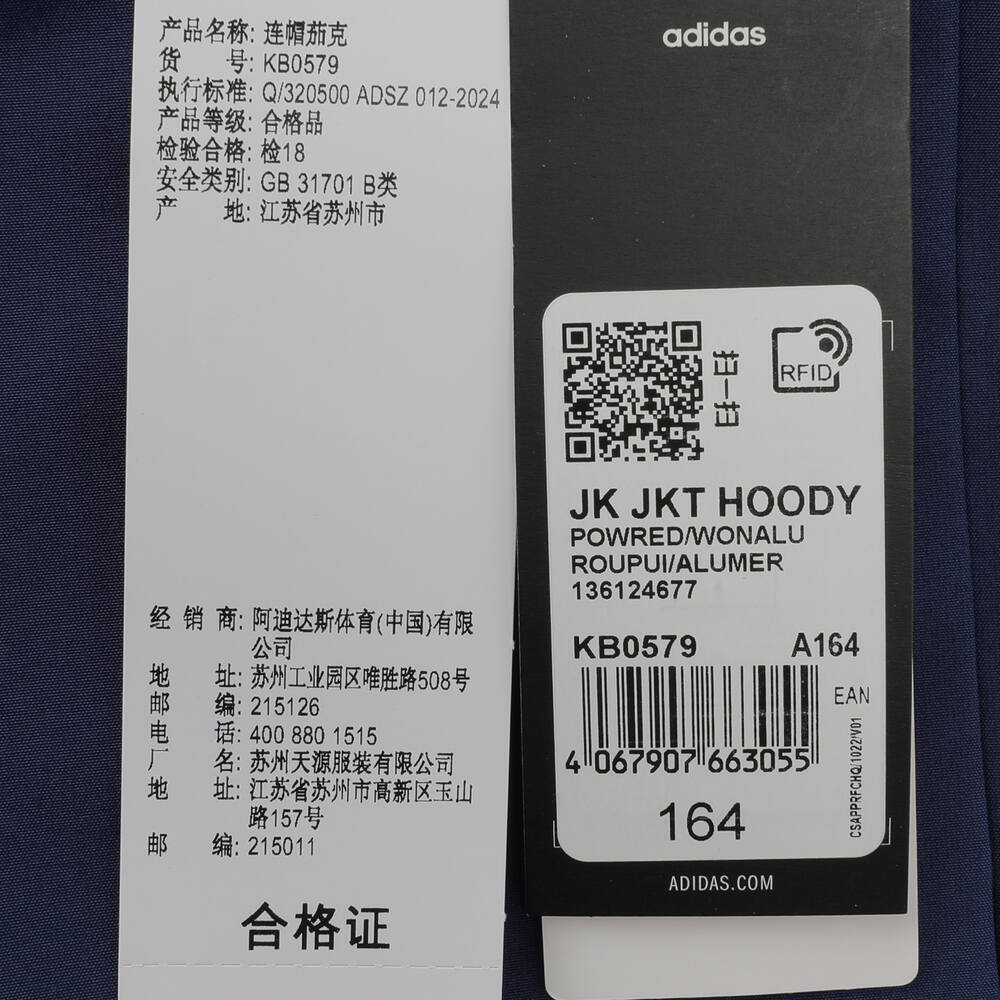 产品名称: 连帽茄克
货 号: KB0579
执行标准: Q/320500 ADSZ 012-2024
产品等级: 合格品
检验合格: 检18
安全类别: GB 31701 B类
产 地: 江苏省苏州市
经 销 商: 阿迪达斯体育(中国)有限
公司
地 址: 苏州工业园区唯胜路508号
邮 编: 215126
电 话: 400 880 1515
厂 名: 苏州天源服装有限公司
地 址: 江苏省苏州市高新区玉山
路157号
邮 编: 215011
合格证
adidas
扫一扫
RFID
JK JKT HOODY
POWRED/WONALU
ROUPUI/ALUMER
136124677
KB0579 A164
EAN
4 067907 663055
CSAPPRFCHQ/1022/V01
164
ADIDAS.COM